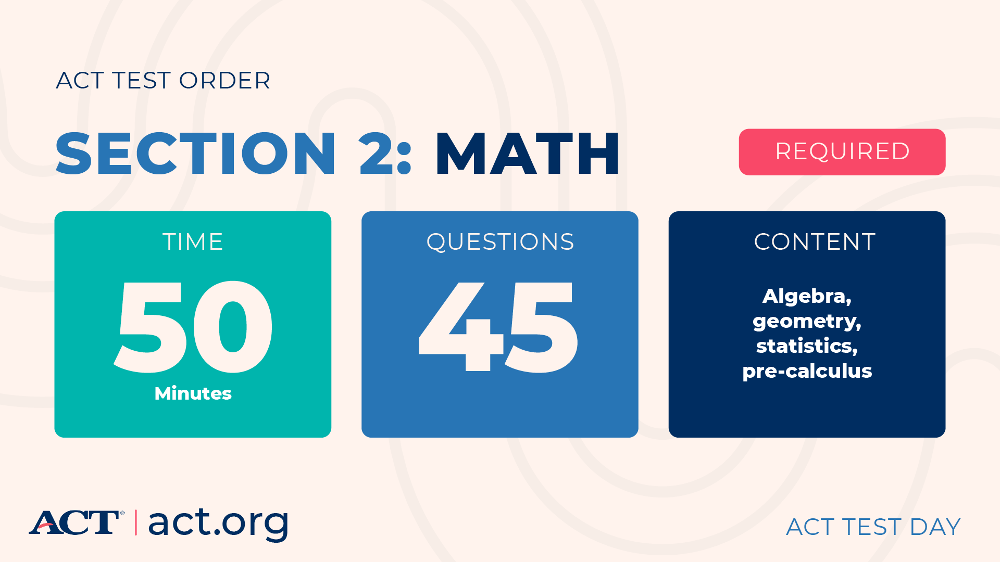 ACT TEST ORDER
SECTION 2: MATH
REQUIRED
TIME
50
Minutes
QUESTIONS
45
CONTENT
Algebra,
geometry,
statistics,
pre-calculus
ACT® | act.org
ACT TEST DAY